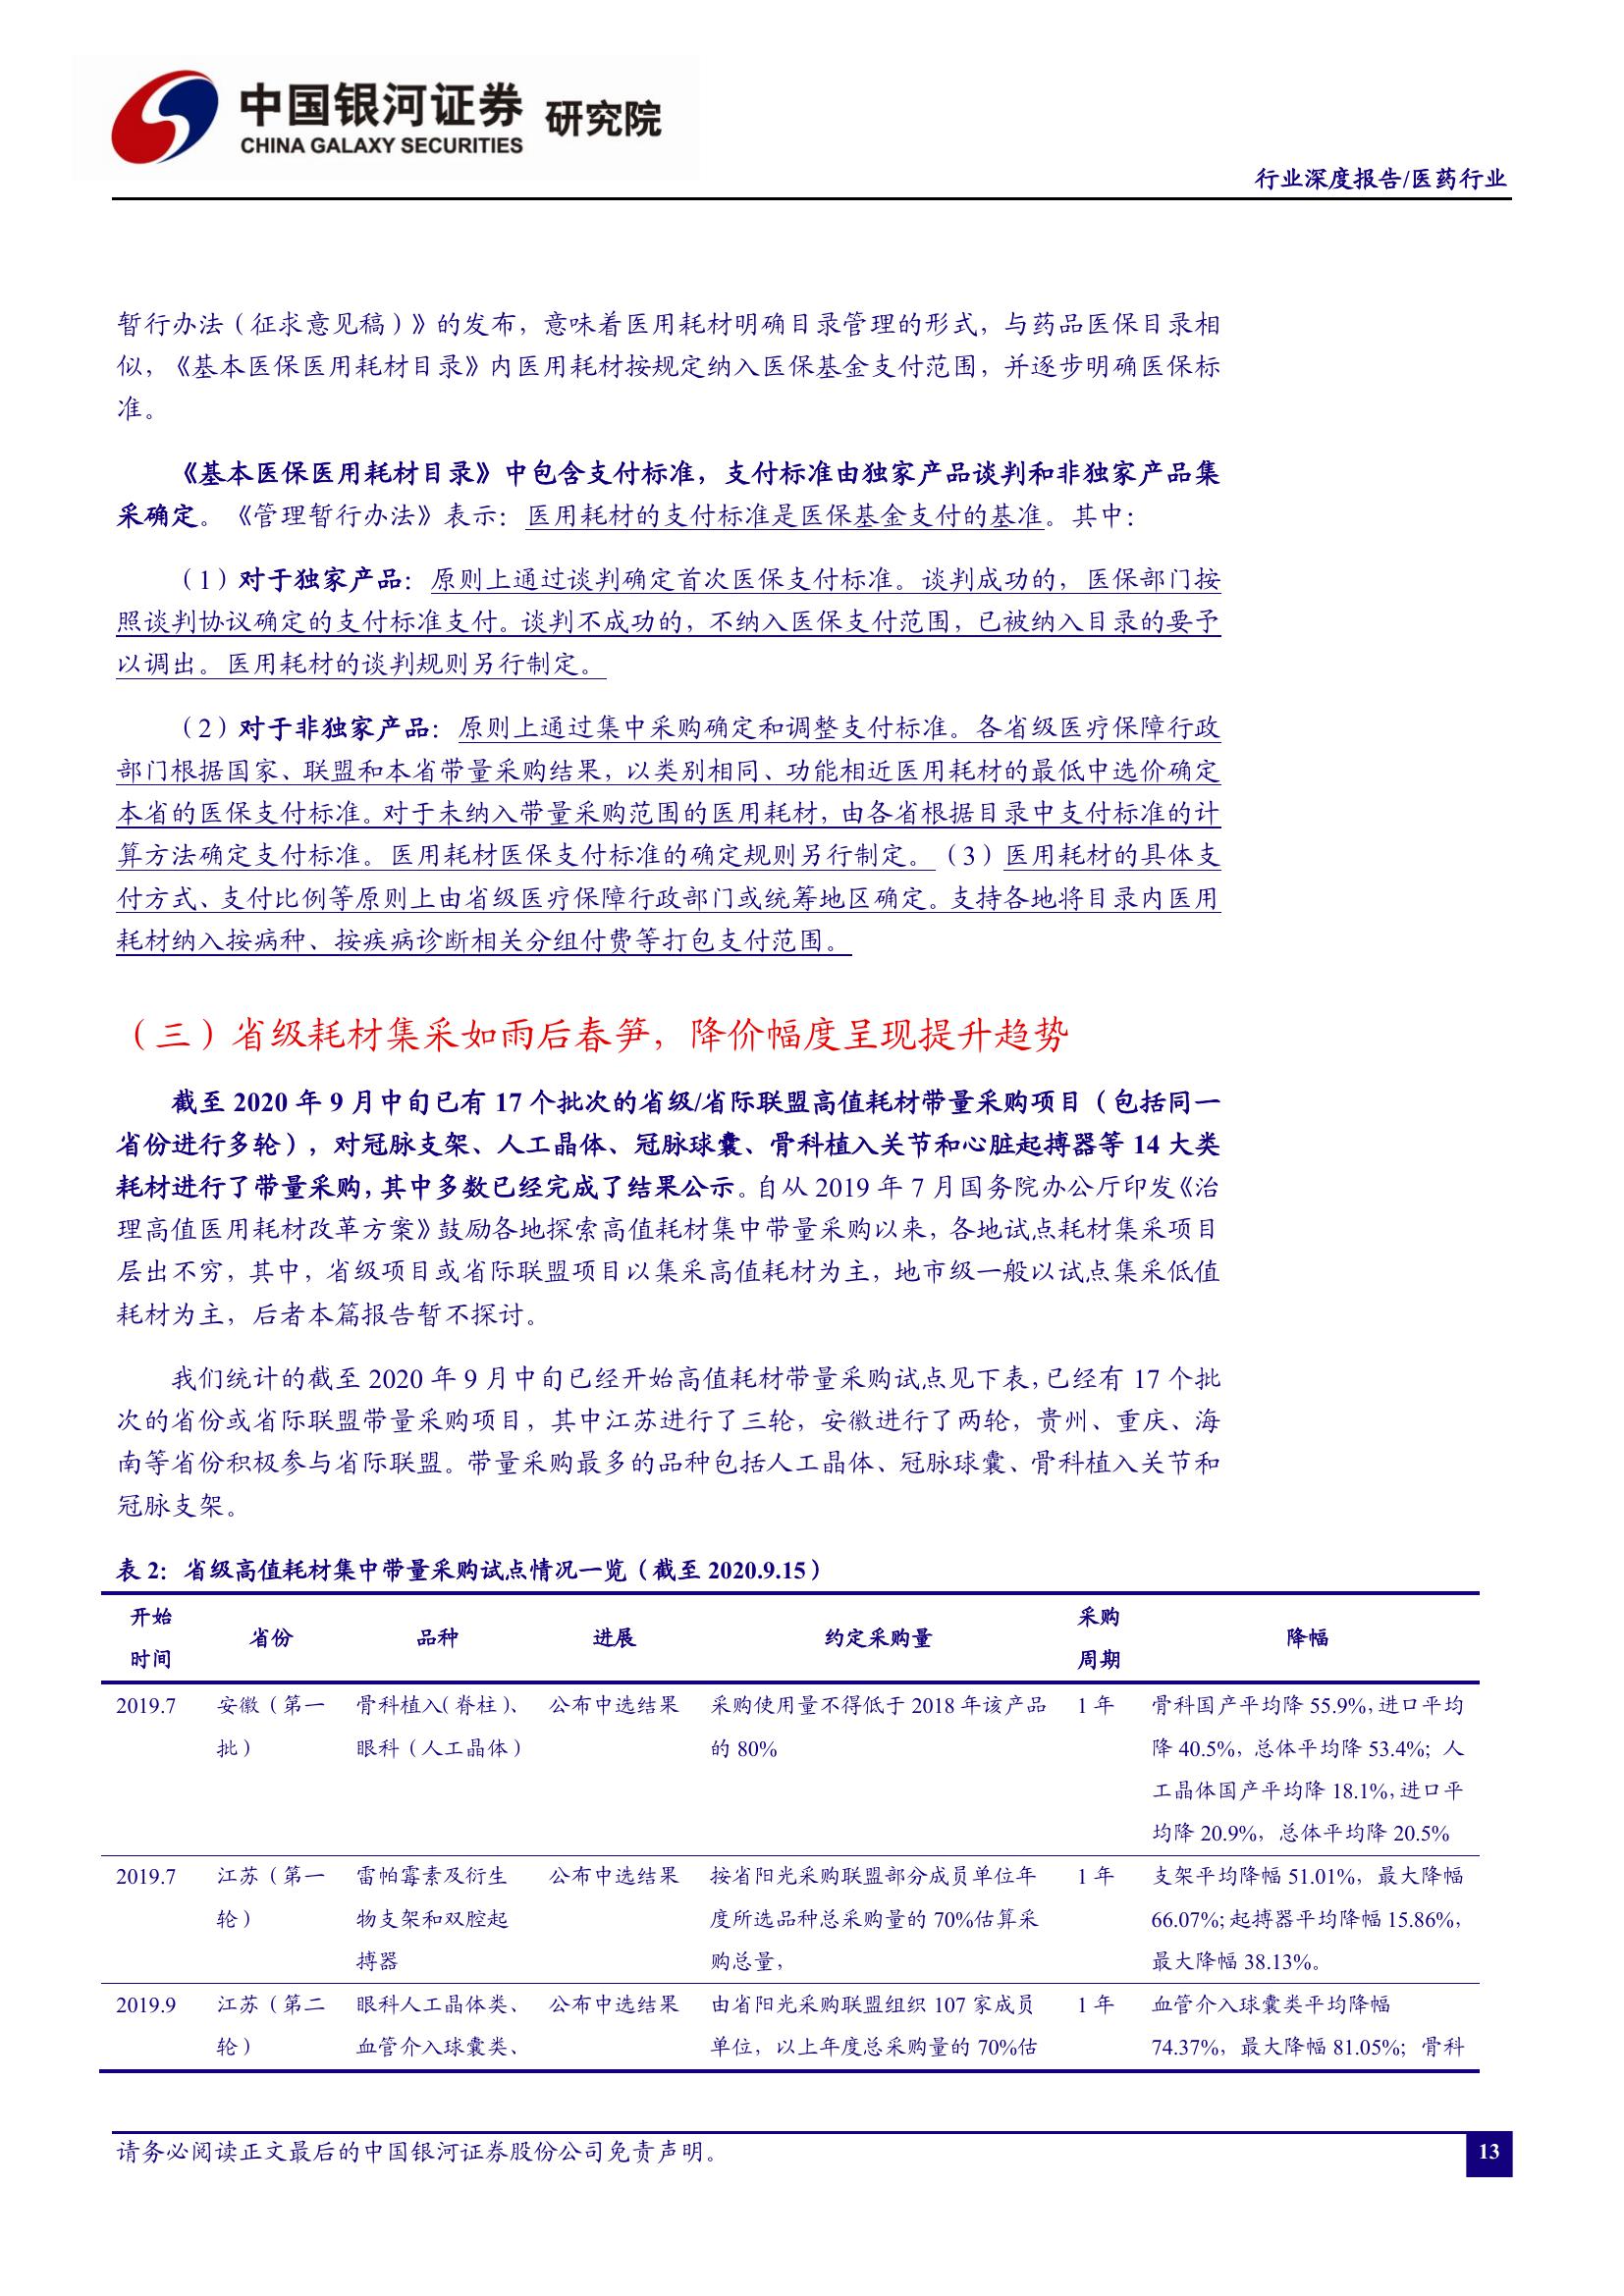 中国银河证券 研究院
CHINA GALAXY SECURITIES
行业深度报告/医药行业
暂行办法（征求意见稿）》的发布，意味着医用耗材明确目录管理的形式，与药品医保目录相
似，《基本医保医用耗材目录》内医用耗材按规定纳入医保基金支付范围，并逐步明确医保标
准。
《基本医保医用耗材目录》中包含支付标准，支付标准由独家产品谈判和非独家产品集
采确定。《管理暂行办法》表示：医用耗材的支付标准是医保基金支付的基准。其中：
（1）对于独家产品：原则上通过谈判确定首次医保支付标准。谈判成功的，医保部门按
照谈判协议确定的支付标准支付。谈判不成功的，不纳入医保支付范围，已被纳入目录的要予
以调出。医用耗材的谈判规则另行制定。
（2）对于非独家产品：原则上通过集中采购确定和调整支付标准。各省级医疗保障行政
部门根据国家、联盟和本省带量采购结果，以类别相同、功能相近医用耗材的最低中选价确定
本省的医保支付标准。对于未纳入带量采购范围的医用耗材，由各省根据目录中支付标准的计
算方法确定支付标准。医用耗材医保支付标准的确定规则另行制定。（3）医用耗材的具体支
付方式、支付比例等原则上由省级医疗保障行政部门或统筹地区确定。支持各地将目录内医用
耗材纳入按病种、按疾病诊断相关分组付费等打包支付范围。
（三）省级耗材集采如雨后春笋，降价幅度呈现提升趋势
截至 2020 年 9 月中旬已有 17 个批次的省级/省际联盟高值耗材带量采购项目（包括同一
省份进行多轮），对冠脉支架、人工晶体、冠脉球囊、骨科植入关节和心脏起搏器等 14 大类
耗材进行了带量采购，其中多数已经完成了结果公示。自从 2019 年 7 月国务院办公厅印发《治
理高值医用耗材改革方案》鼓励各地探索高值耗材集中带量采购以来，各地试点耗材集采项目
层出不穷，其中，省级项目或省际联盟项目以集采高值耗材为主，地市级一般以试点集采低值
耗材为主，后者本篇报告暂不探讨。
我们统计的截至 2020 年 9 月中旬已经开始高值耗材带量采购试点见下表，已经有 17 个批
次的省份或省际联盟带量采购项目，其中江苏进行了三轮，安徽进行了两轮，贵州、重庆、海
南等省份积极参与省际联盟。带量采购最多的品种包括人工晶体、冠脉球囊、骨科植入关节和
冠脉支架。
表 2：省级高值耗材集中带量采购试点情况一览（截至 2020.9.15）
开始 采购
省份 品种 进展 约定采购量 降幅
时间 周期
2019.7 安徽（第一 骨科植入（脊柱）、 公布中选结果 采购使用量不得低于 2018 年该产品 1 年 骨科国产平均降 55.9%，进口平均
批） 眼科（人工晶体） 的 80% 降 40.5%，总体平均降 53.4%；人
工晶体国产平均降 18.1%，进口平
均降 20.9%，总体平均降 20.5%
2019.7 江苏（第一 雷帕霉素及衍生 公布中选结果 按省阳光采购联盟部分成员单位年 1 年 支架平均降幅 51.01%，最大降幅
轮） 物支架和双腔起 度所选品种总采购量的 70%估算采 66.07%；起搏器平均降幅 15.86%，
搏器 购总量， 最大降幅 38.13%。
2019.9 江苏（第二 眼科人工晶体类、 公布中选结果 由省阳光采购联盟组织 107 家成员 1 年 血管介入球囊类平均降幅
轮） 血管介入球囊类、 单位，以上年度总采购量的 70%估 74.37%，最大降幅 81.05%；骨科
请务必阅读正文最后的中国银河证券股份公司免责声明。
13